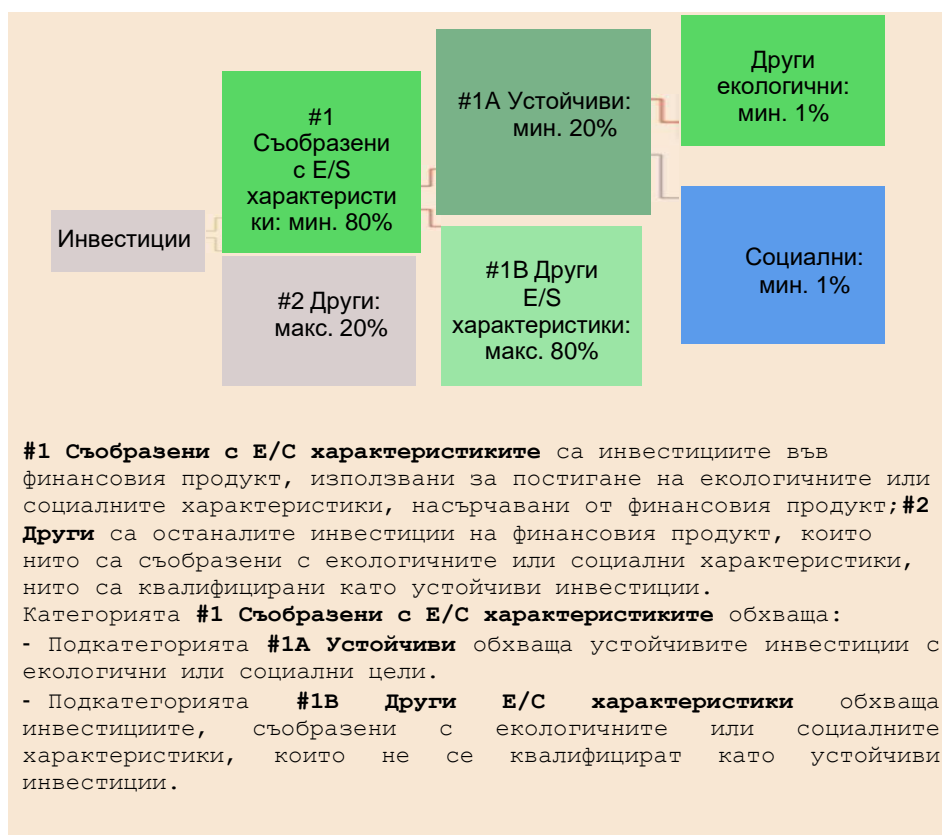 Инвестиции
#1
Съобразени
с E/S
характеристи
ки: мин. 80%
#2 Други:
макс. 20%
#1A Устойчиви:
мин. 20%
#1B Други
E/S
характеристики:
макс. 80%
Други
екологични:
мин. 1%
Социални:
мин. 1%
#1 Съобразени с Е/С характеристиките са инвестициите във
финансовия продукт, използвани за постигане на екологичните или
социалните характеристики, насърчавани от финансовия продукт;#2
Други са останалите инвестиции на финансовия продукт, които
нито са съобразени с екологичните или социални характеристики,
нито са квалифицирани като устойчиви инвестиции.
Категорията #1 Съобразени с Е/С характеристиките обхваща:
- Подкатегорията #1A Устойчиви обхваща устойчивите инвестиции с
екологични или социални цели.
- Подкатегорията #1B Други Е/С характеристики обхваща
инвестициите, съобразени с екологичните или социалните
характеристики, които не се квалифицират като устойчиви
инвестиции.